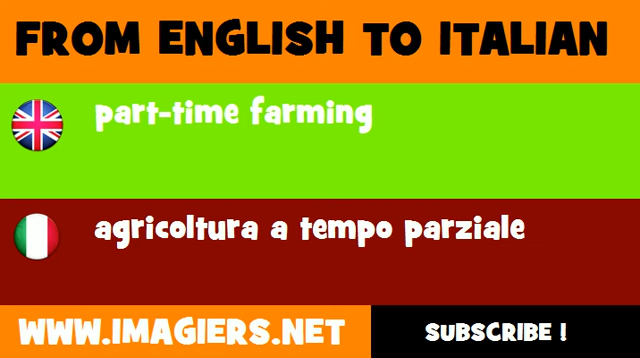 FROM ENGLISH TO ITALIAN
part-time farming
agricoltura a tempo parziale
WWW.IMAGIERS.NET
SUBSCRIBE !